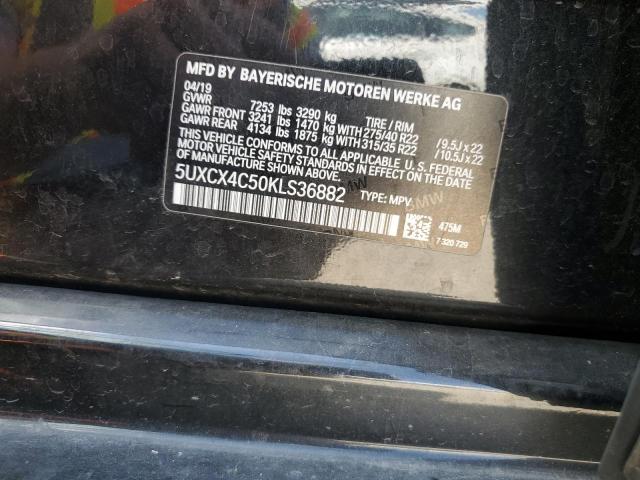 MFD BY BAYERISCHE MOTOREN WERKE AG
04/19
GVWR 7253 lbs 3290 kg TIRE / RIM
GAWR FRONT 3241 lbs 1470 kg WITH 275/40 R22 /9.5J x 22
GAWR REAR 4134 lbs 1875 kg WITH 315/35 R22 /10.5J x 22
THIS VEHICLE CONFORMS TO ALL APPLICABLE U.S. FEDERAL
MOTOR VEHICLE SAFETY STANDARDS IN EFFECT ON THE
DATE OF MANUFACTURE SHOWN ABOVE.
5UXCX4C50KLS36882 TYPE: MPV
475M
7 320 729